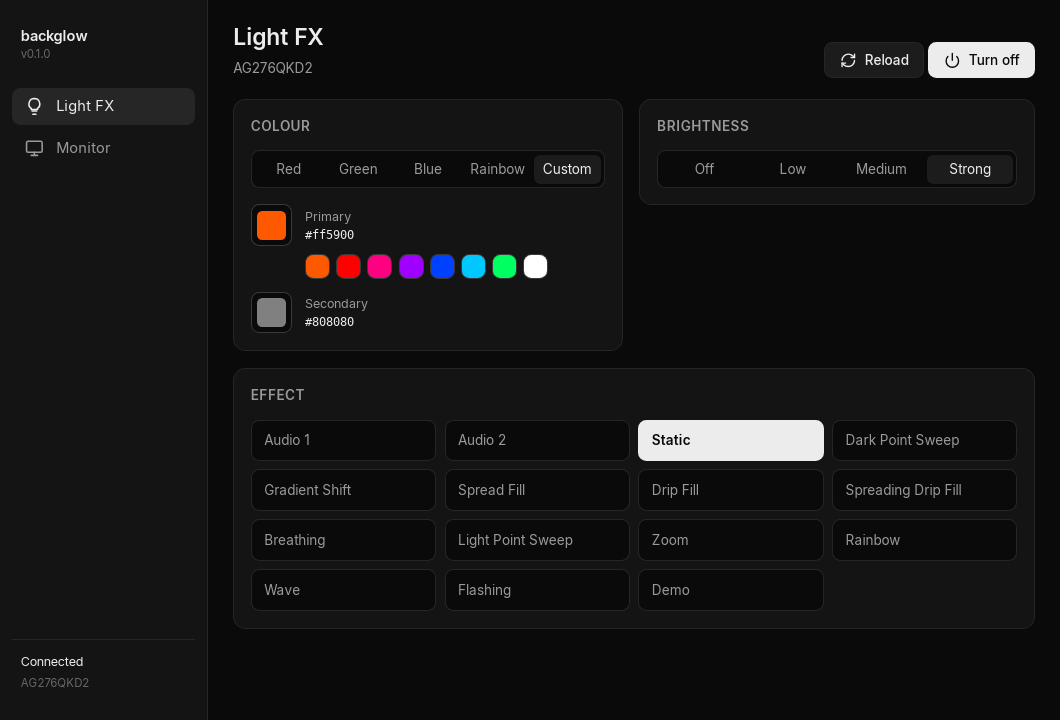 backglow
v0.1.0
Light FX
Monitor
Connected
AG276QKD2
Light FX
AG276QKD2
Reload
Turn off
COLOUR
Red Green Blue Rainbow Custom
Primary
#ff5900
Secondary
#808080
BRIGHTNESS
Off Low Medium Strong
EFFECT
Audio 1 Audio 2 Static Dark Point Sweep
Gradient Shift Spread Fill Drip Fill Spreading Drip Fill
Breathing Light Point Sweep Zoom Rainbow
Wave Flashing Demo